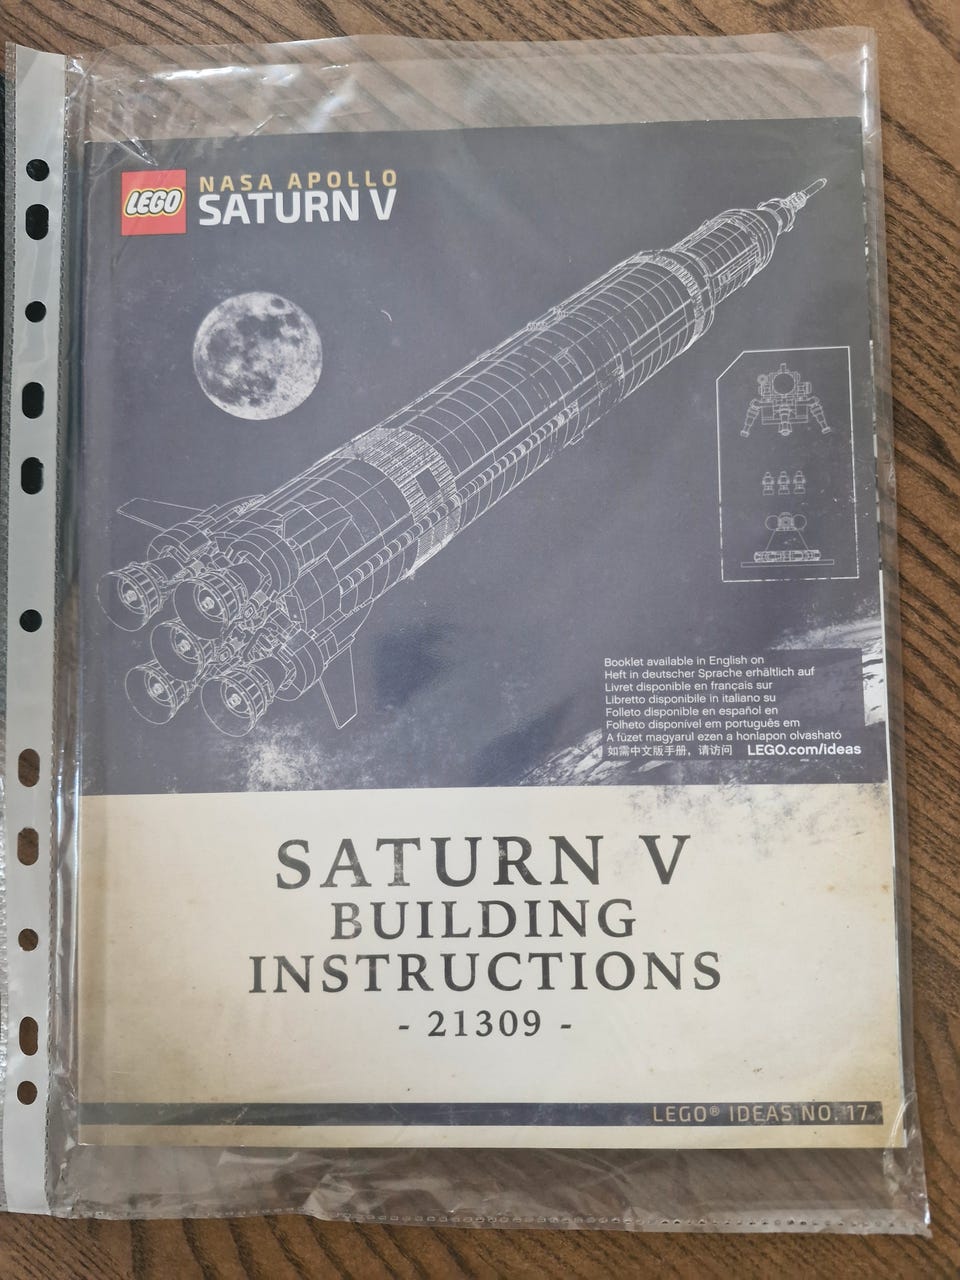 LEGO
NASA APOLLO
SATURN V
Booklet available in English on
Heft in deutscher Sprache erhältlich auf
Livret disponible en français sur
Libretto disponibile in italiano su
Folleto disponible en español en
Folheto disponível em português em
A füzet magyarul ezen a honlapon olvasható
如需中文版手册，请访问 LEGO.com/ideas
SATURN V
BUILDING
INSTRUCTIONS
- 21309 -
LEGO® IDEAS NO. 17